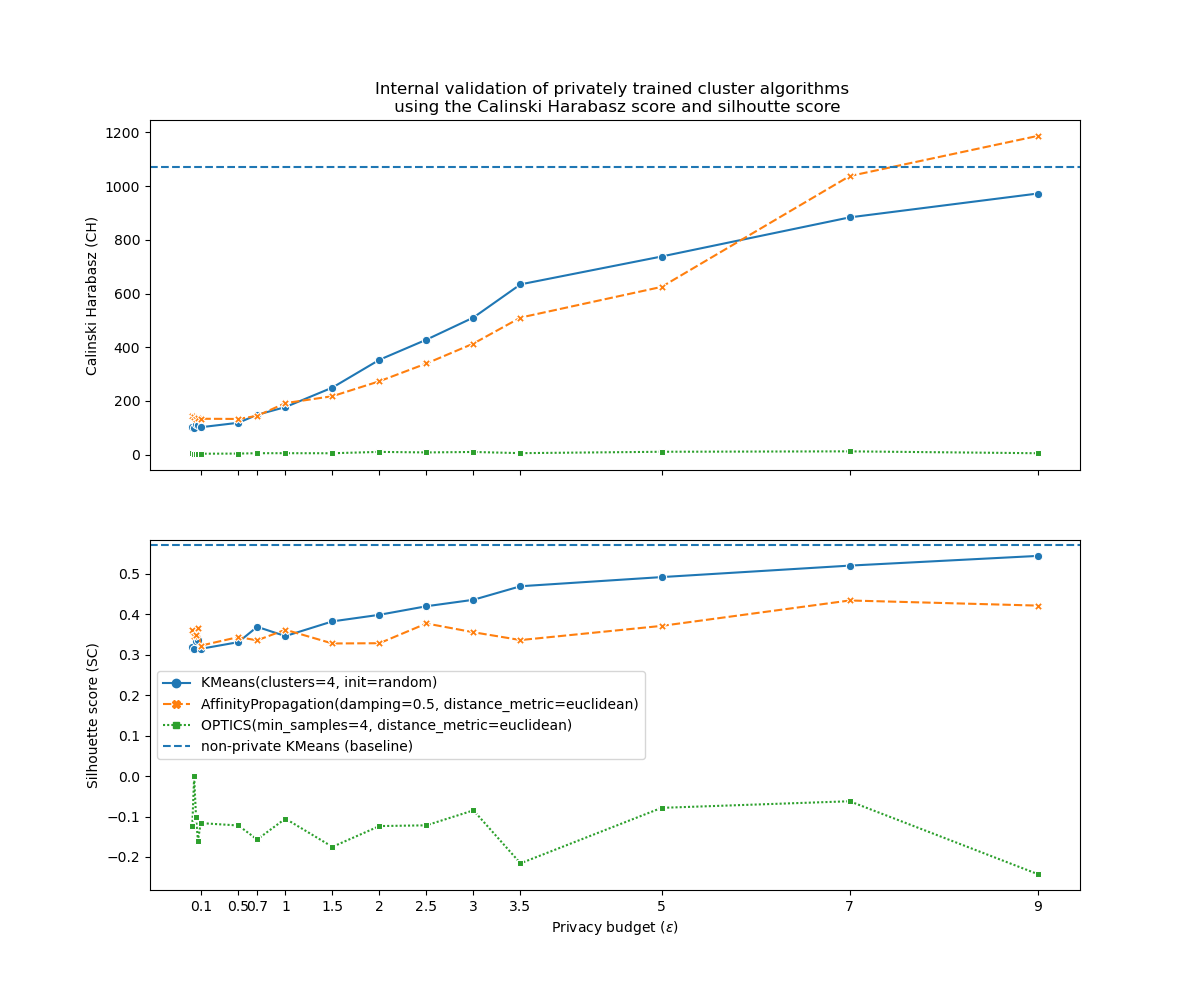 Internal validation of privately trained cluster algorithms
using the Calinski Harabasz score and silhoutte score
1200
1000
800
600
400
200
0
Calinski Harabasz (CH)
0.5
0.4
0.3
0.2
0.1
0.0
−0.1
−0.2
Silhouette score (SC)
KMeans(clusters=4, init=random)
AffinityPropagation(damping=0.5, distance_metric=euclidean)
OPTICS(min_samples=4, distance_metric=euclidean)
non-private KMeans (baseline)
0.1 0.5 0.7 1 1.5 2 2.5 3 3.5 5 7 9
Privacy budget (ε)